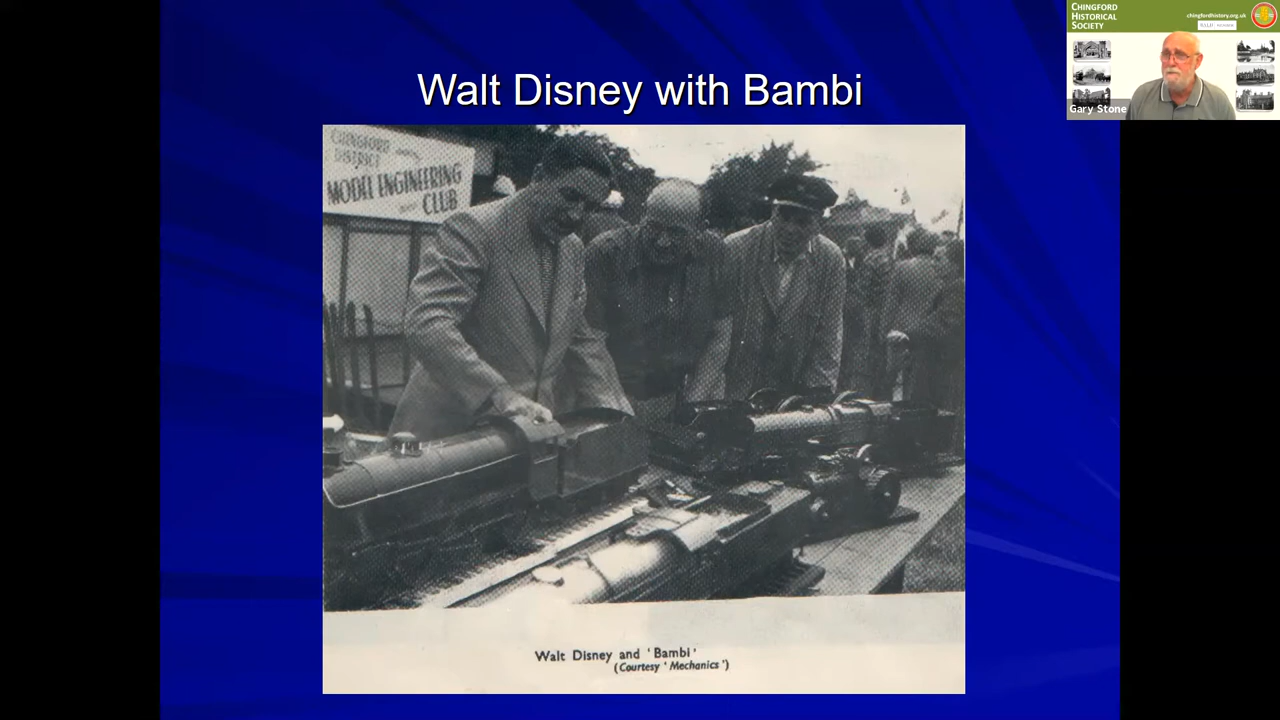 Walt Disney with Bambi
CHINGFORD
DISTRICT
MODEL ENGINEERING
CLUB
Walt Disney and 'Bambi'
(Courtesy 'Mechanics')
CHINGFORD
HISTORICAL
SOCIETY
chingfordhistory.org.uk
Gary Stone